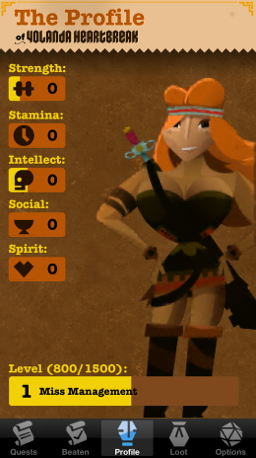 The Profile
of YOLANDA HEARTBREAK
Strength:
0
Stamina:
0
Intellect:
0
Social:
0
Spirit:
0
Level (800/1500):
1 Miss Management
Quests Beaten Profile Loot Options